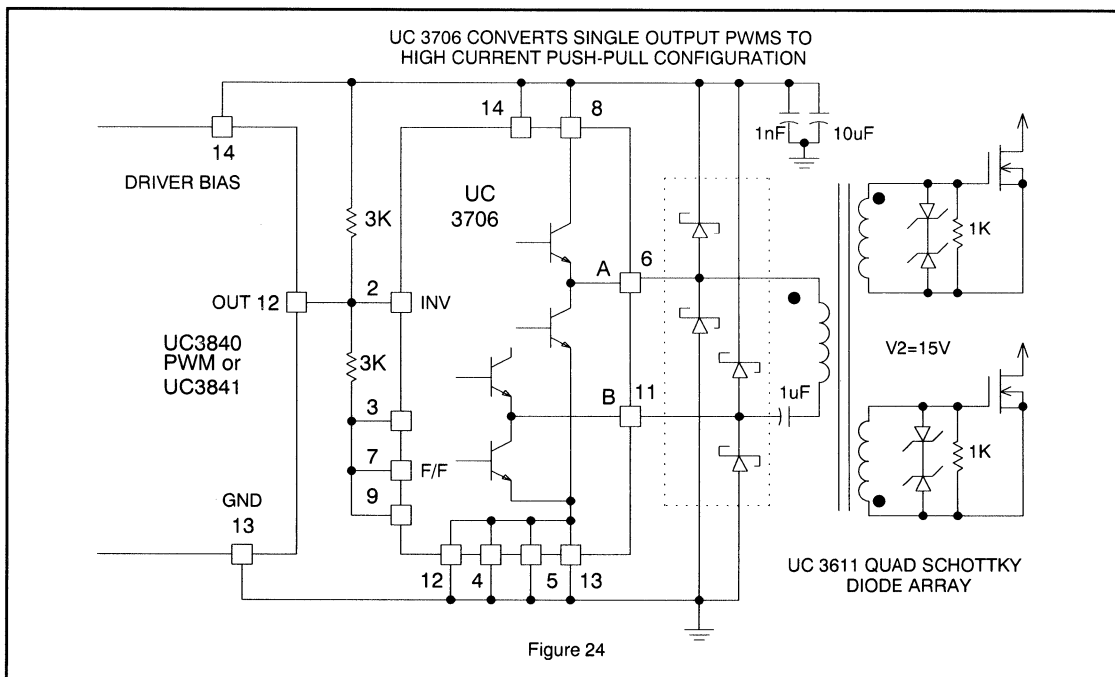 UC 3706 CONVERTS SINGLE OUTPUT PWMS TO
HIGH CURRENT PUSH-PULL CONFIGURATION
14
8
1nF
10uF
14
DRIVER BIAS
UC
3706
3K
1K
A
6
OUT 12
2
INV
UC3840
PWM or
UC3841
3K
V2=15V
B
11
1uF
3
7
F/F
9
1K
GND
13
12
4
5
13
UC 3611 QUAD SCHOTTKY
DIODE ARRAY
Figure 24